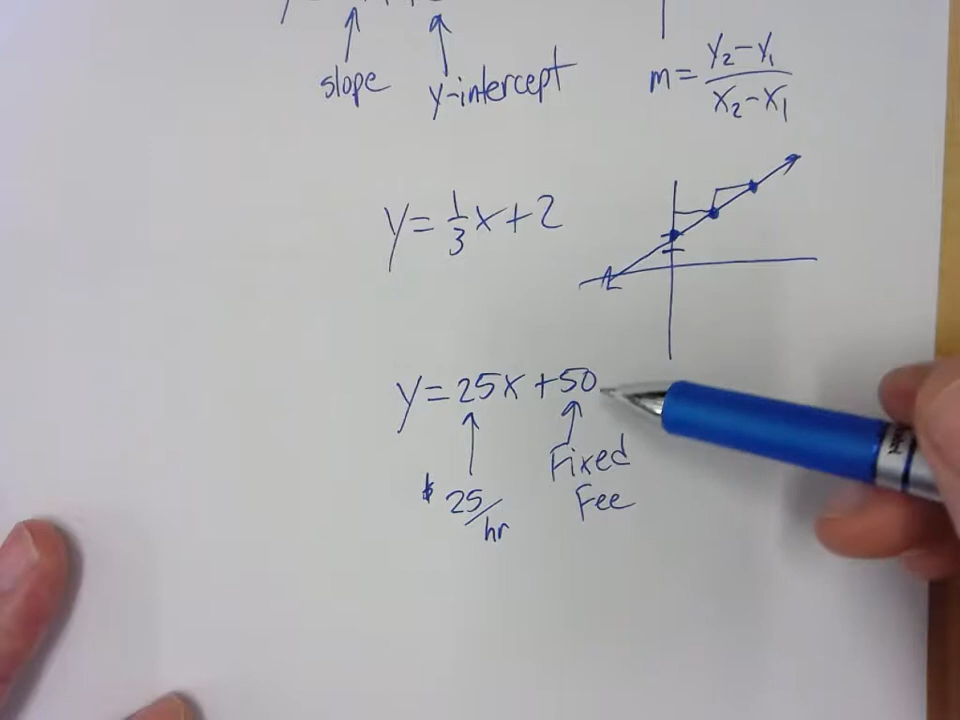 slope y-intercept
m = y₂-y₁ / x₂-x₁
y = 1/3 x + 2
y = 25x + 50
$25/hr
Fixed
Fee